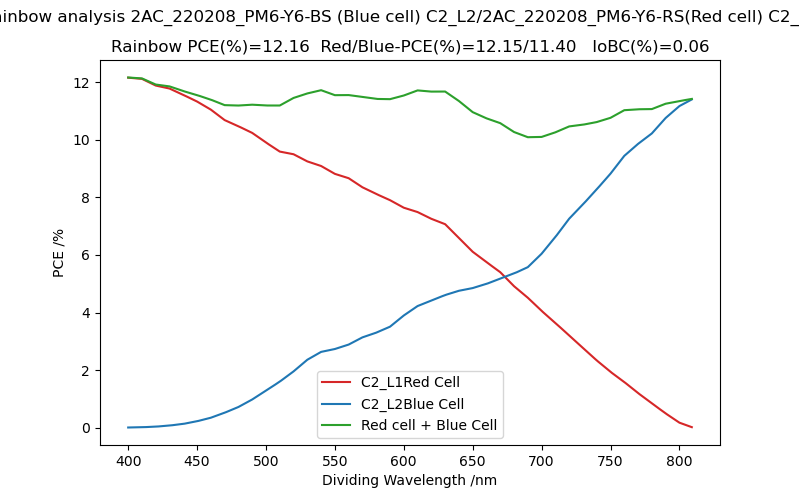 inbow analysis 2AC_220208_PM6-Y6-BS (Blue cell) C2_L2/2AC_220208_PM6-Y6-RS(Red cell) C2_
Rainbow PCE(%)=12.16 Red/Blue-PCE(%)=12.15/11.40 IoBC(%)=0.06
12
10
8
6
4
2
0
PCE /%
C2_L1Red Cell
C2_L2Blue Cell
Red cell + Blue Cell
400 450 500 550 600 650 700 750 800
Dividing Wavelength /nm